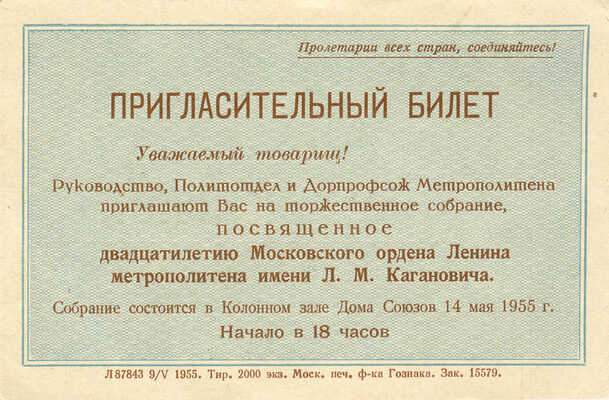 Пролетарии всех стран, соединяйтесь!
ПРИГЛАСИТЕЛЬНЫЙ БИЛЕТ
Уважаемый товарищ!
Руководство, Политотдел и Дорпрофсож Метрополитена
приглашают Вас на торжественное собрание,
посвященное
двадцатилетию Московского ордена Ленина
метрополитена имени Л. М. Кагановича.
Собрание состоится в Колонном зале Дома Союзов 14 мая 1955 г.
Начало в 18 часов
Л 87843 9/V 1955. Тир. 2000 экз. Моск. печ. ф-ка Гознака. Зак. 15579.